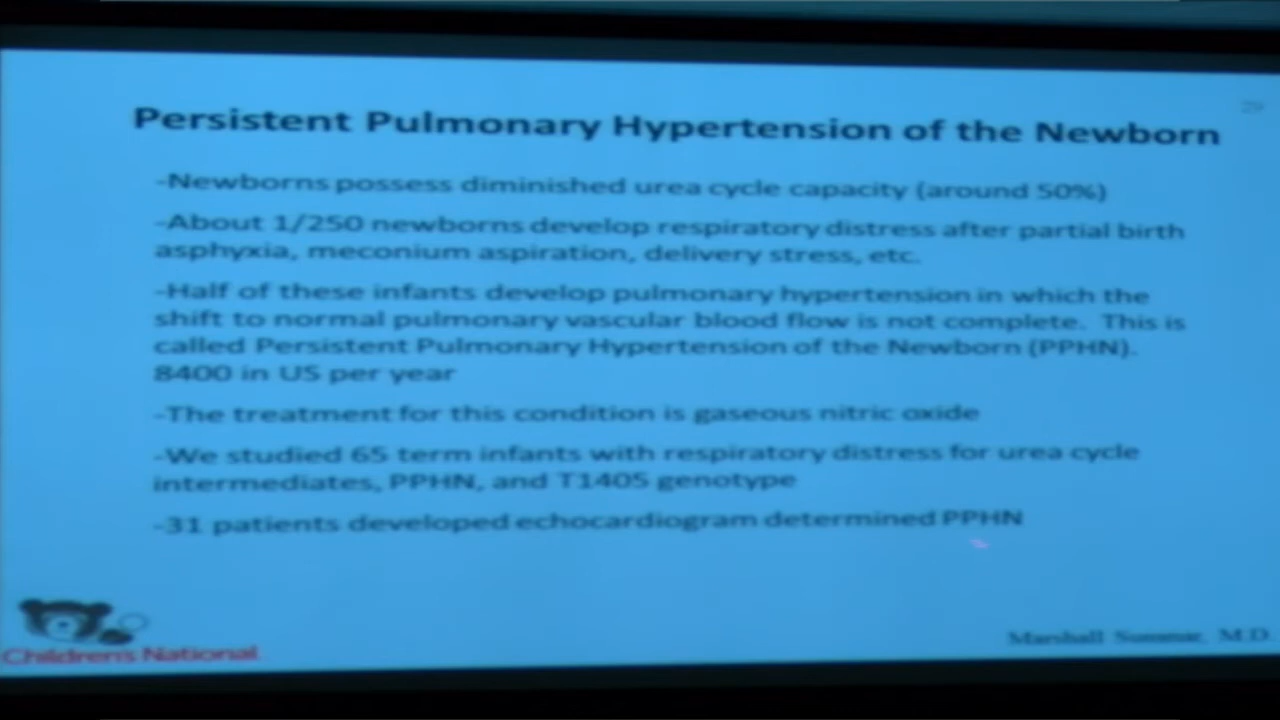 29
Persistent Pulmonary Hypertension of the Newborn
-Newborns possess diminished urea cycle capacity (around 50%)
-About 1/250 newborns develop respiratory distress after partial birth
asphyxia, meconium aspiration, delivery stress, etc.
-Half of these infants develop pulmonary hypertension in which the
shift to normal pulmonary vascular blood flow is not complete. This is
called Persistent Pulmonary Hypertension of the Newborn (PPHN).
8400 in US per year
-The treatment for this condition is gaseous nitric oxide
-We studied 65 term infants with respiratory distress for urea cycle
intermediates, PPHN, and T1405 genotype
-31 patients developed echocardiogram determined PPHN
Children's National
Marshall Summar, M.D.